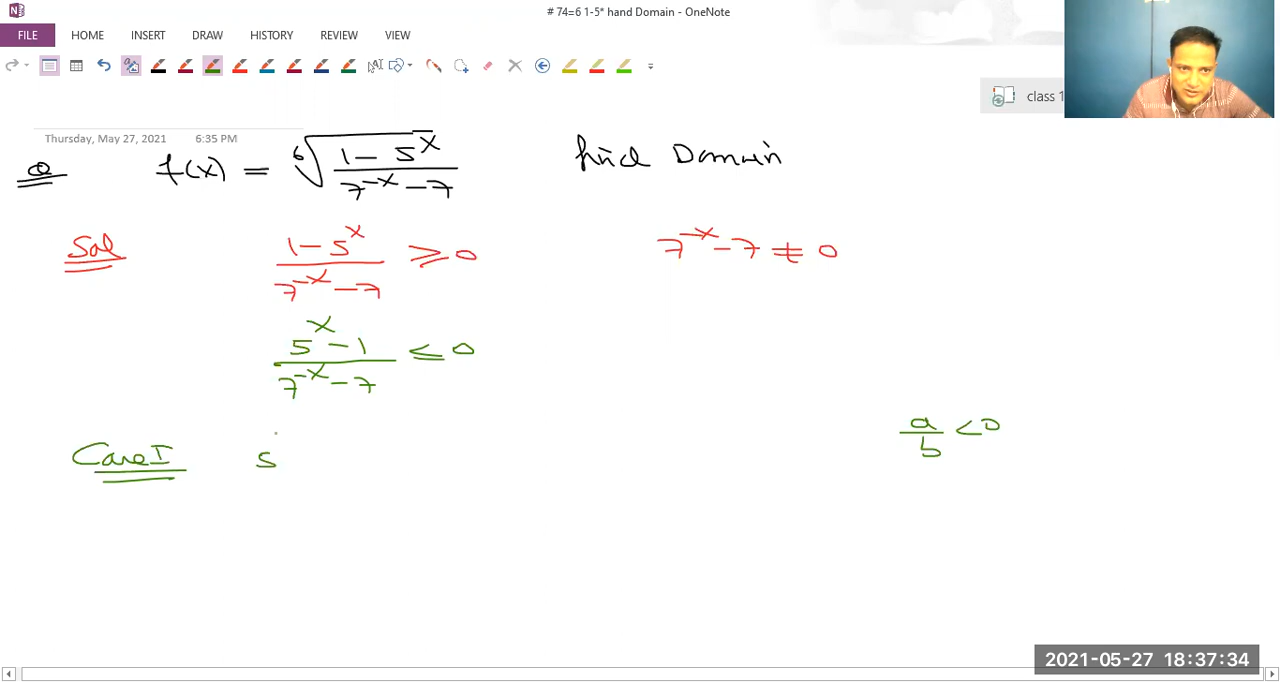 # 74=6 1-5* hand Domain - OneNote
FILE HOME INSERT DRAW HISTORY REVIEW VIEW
class 1
Thursday, May 27, 2021 6:35 PM
Q f(x) = ⁶√((1 - 5^x)/(7^-x - 7)) find Domain
Sol (1 - 5^x)/(7^-x - 7) ≥ 0 7^-x - 7 ≠ 0
(5^x - 1)/(7^-x - 7) ≤ 0
a/b < 0
Case I 5
2021-05-27 18:37:34